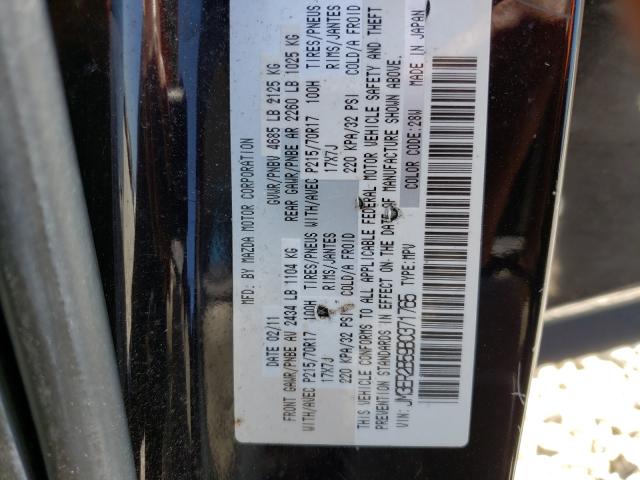 MFD. BY MAZDA MOTOR CORPORATION
DATE: 02/11 GVWR/PNBV 4685 LB 2125 KG
FRONT GAWR/PNBE AV 2434 LB 1104 KG REAR GAWR/PNBE AR 2260 LB 1025 KG
WITH/AVEC P215/70R17 100H TIRES/PNEUS WITH/AVEC P215/70R17 100H TIRES/PNEUS
17X7J RIMS/JANTES 17X7J RIMS/JANTES
220 KPA/32 PSI COLD/A FROID 220 KPA/32 PSI COLD/A FROID
THIS VEHICLE CONFORMS TO ALL APPLICABLE FEDERAL MOTOR VEHICLE SAFETY AND THEFT
PREVENTION STANDARDS IN EFFECT ON THE DATE OF MANUFACTURE SHOWN ABOVE.
VIN: JM3ER2B59B0371765 TYPE: MPV COLOR CODE: 28W MADE IN JAPAN